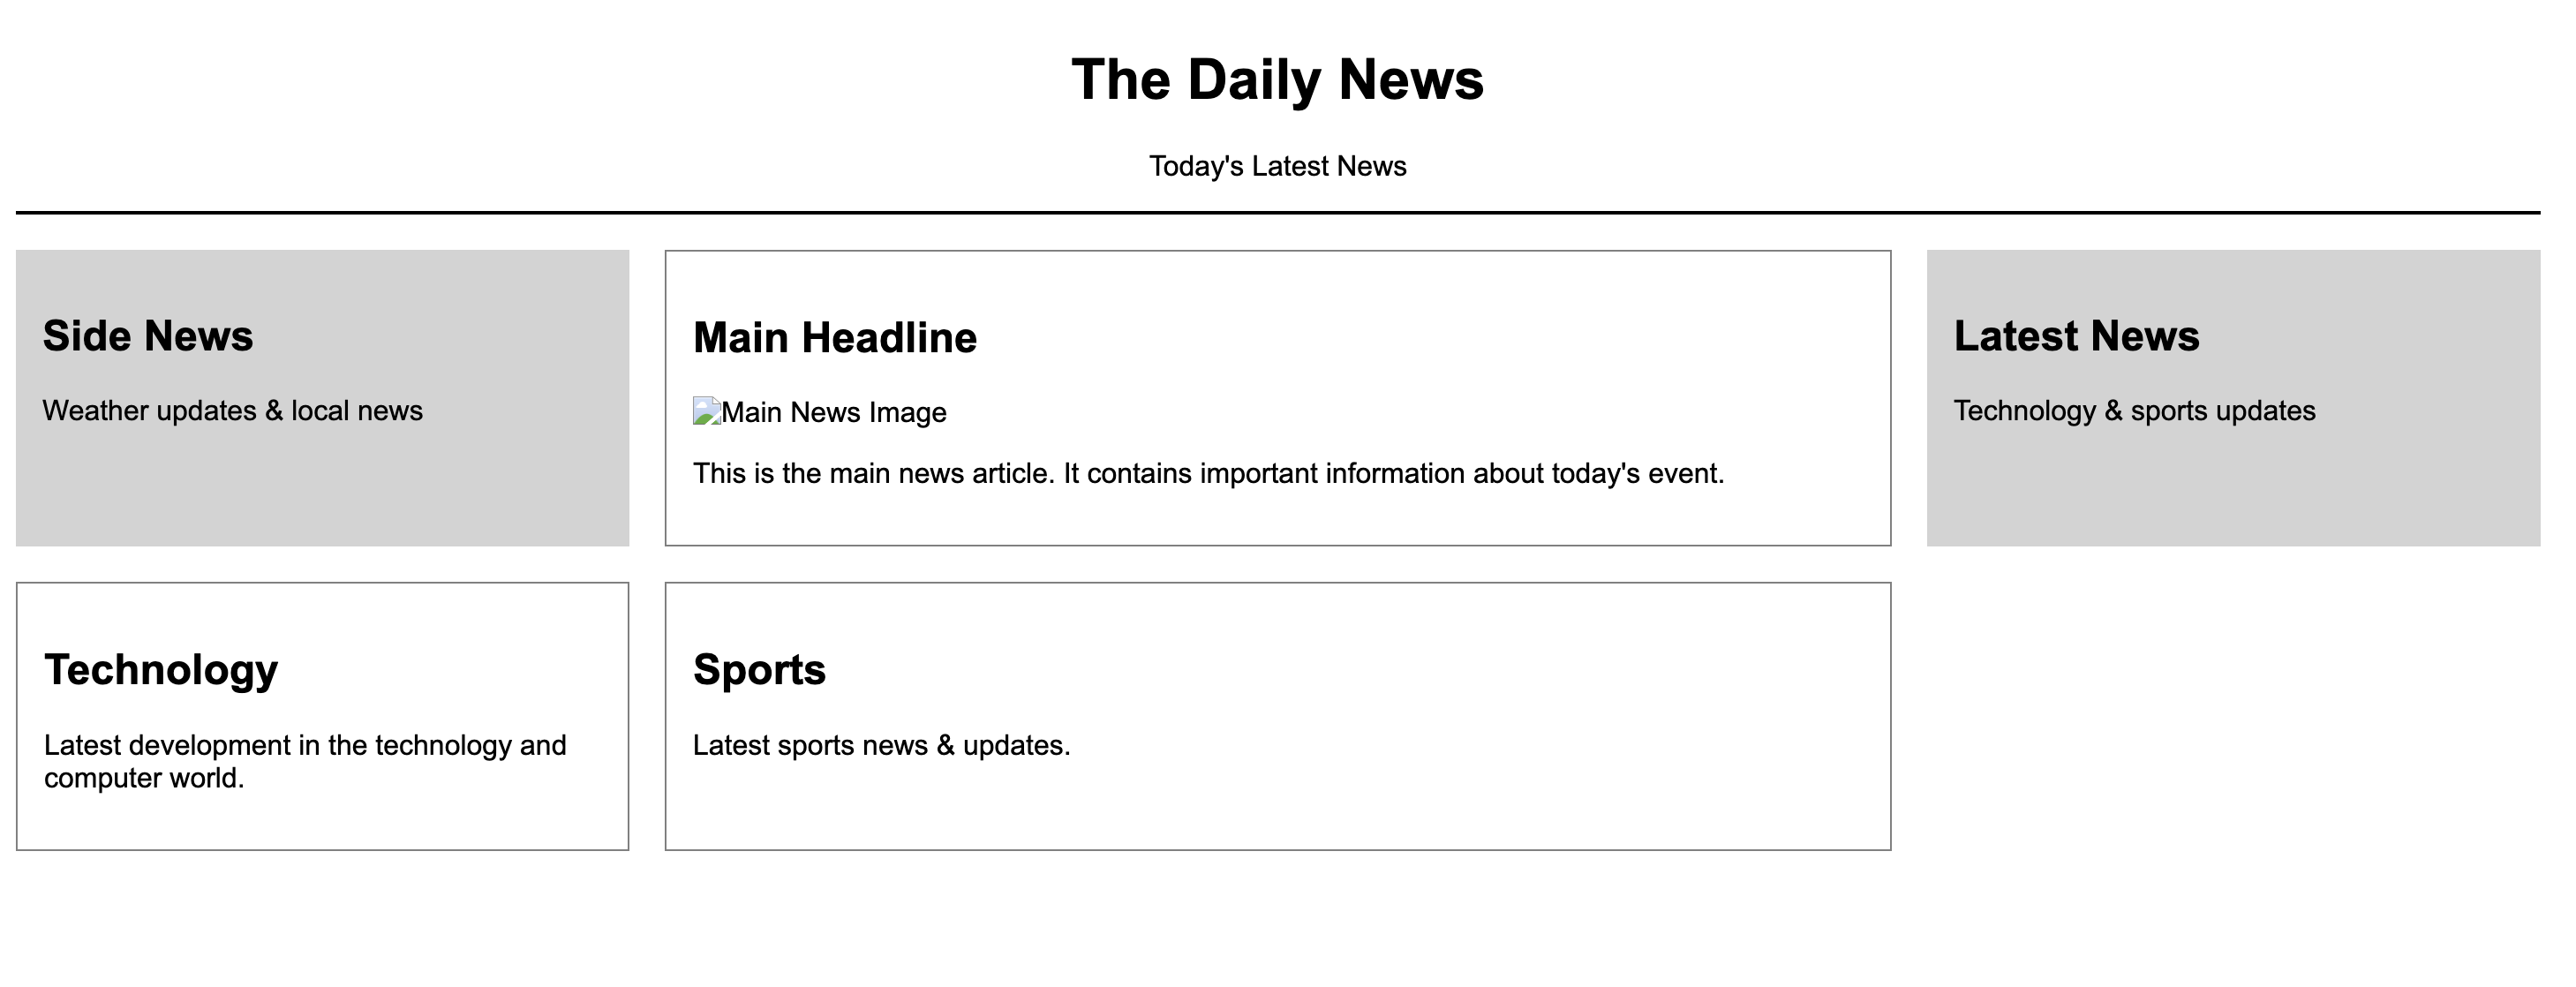 The Daily News
Today's Latest News
Side News
Weather updates & local news
Main Headline
Main News Image
This is the main news article. It contains important information about today's event.
Latest News
Technology & sports updates
Technology
Latest development in the technology and
computer world.
Sports
Latest sports news & updates.